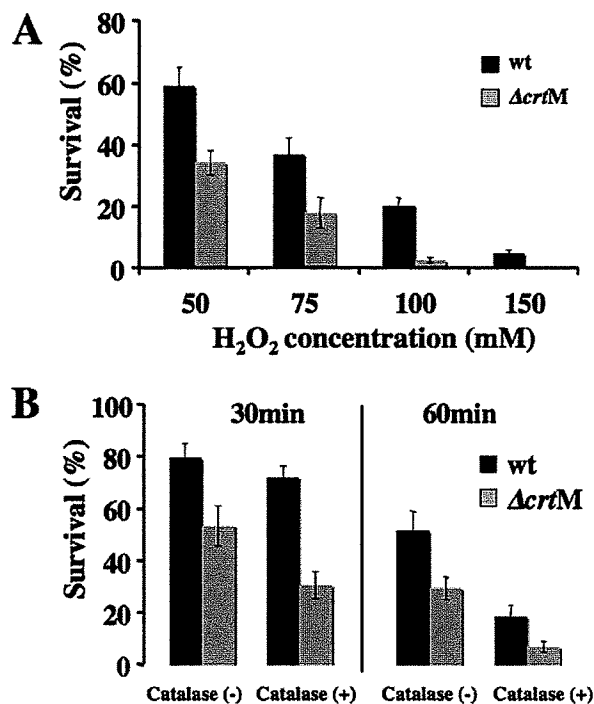 A
Survival (%)
80
60
40
20
0
wt
ΔcrtM
50 75 100 150
H₂O₂ concentration (mM)
B
Survival (%)
100
80
60
40
20
0
30min 60min
wt
ΔcrtM
Catalase (-) Catalase (+) Catalase (-) Catalase (+)